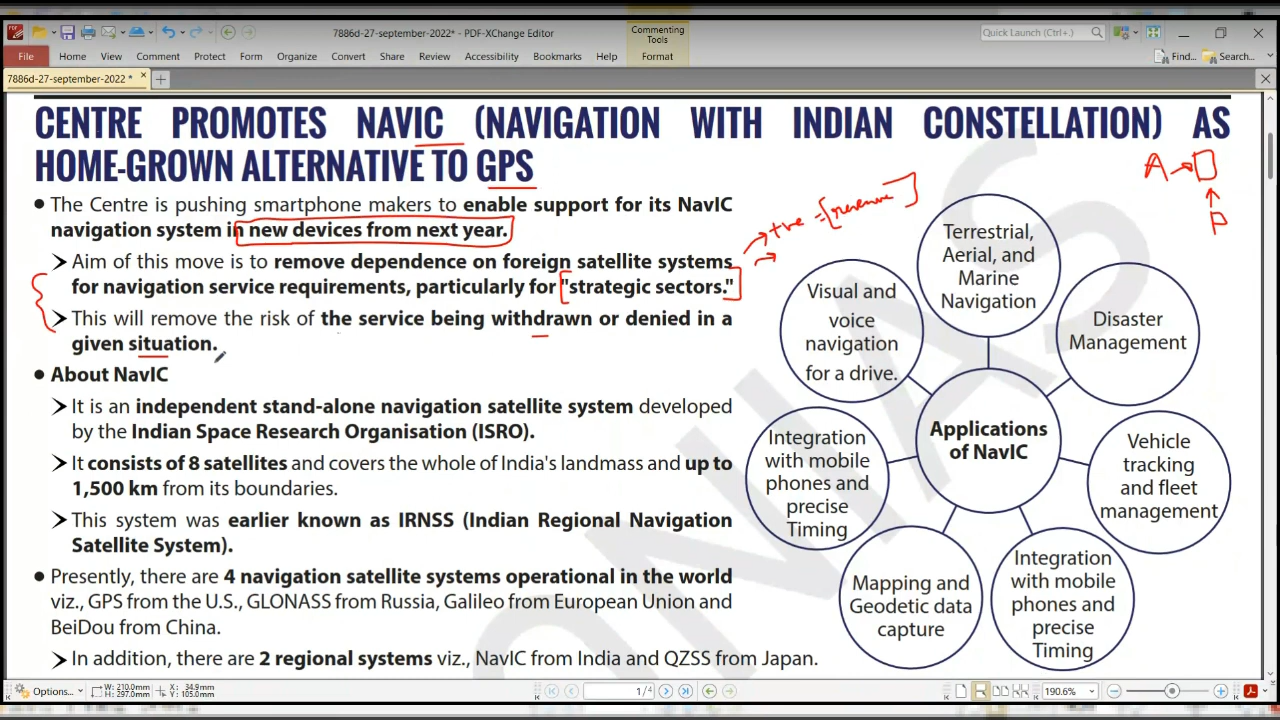 7886d-27-september-2022* - PDF-XChange Editor
Commenting
Tools
Quick Launch (Ctrl+.)
File
Home
View
Comment
Protect
Form
Organize
Convert
Share
Review
Accessibility
Bookmarks
Help
Format
Find...
Search...
7886d-27-september-2022 *
CENTRE PROMOTES NAVIC (NAVIGATION WITH INDIAN CONSTELLATION) AS
HOME-GROWN ALTERNATIVE TO GPS
The Centre is pushing smartphone makers to enable support for its NavIC
navigation system in new devices from next year.
Aim of this move is to remove dependence on foreign satellite systems
for navigation service requirements, particularly for "strategic sectors."
This will remove the risk of the service being withdrawn or denied in a
given situation.
About NavIC
It is an independent stand-alone navigation satellite system developed
by the Indian Space Research Organisation (ISRO).
It consists of 8 satellites and covers the whole of India's landmass and up to
1,500 km from its boundaries.
This system was earlier known as IRNSS (Indian Regional Navigation
Satellite System).
Presently, there are 4 navigation satellite systems operational in the world
viz., GPS from the U.S., GLONASS from Russia, Galileo from European Union and
BeiDou from China.
In addition, there are 2 regional systems viz., NavIC from India and QZSS from Japan.
+ve = [revenue]
A
P
Terrestrial,
Aerial, and
Marine
Navigation
Visual and
voice
navigation
for a drive.
Disaster
Management
Applications
of NavIC
Integration
with mobile
phones and
precise
Timing
Vehicle
tracking
and fleet
management
Mapping and
Geodetic data
capture
Integration
with mobile
phones and
precise
Timing
Options...
W: 210.0mm
H: 297.0mm
X: 34.9mm
Y: 105.0mm
1/4
190.6%